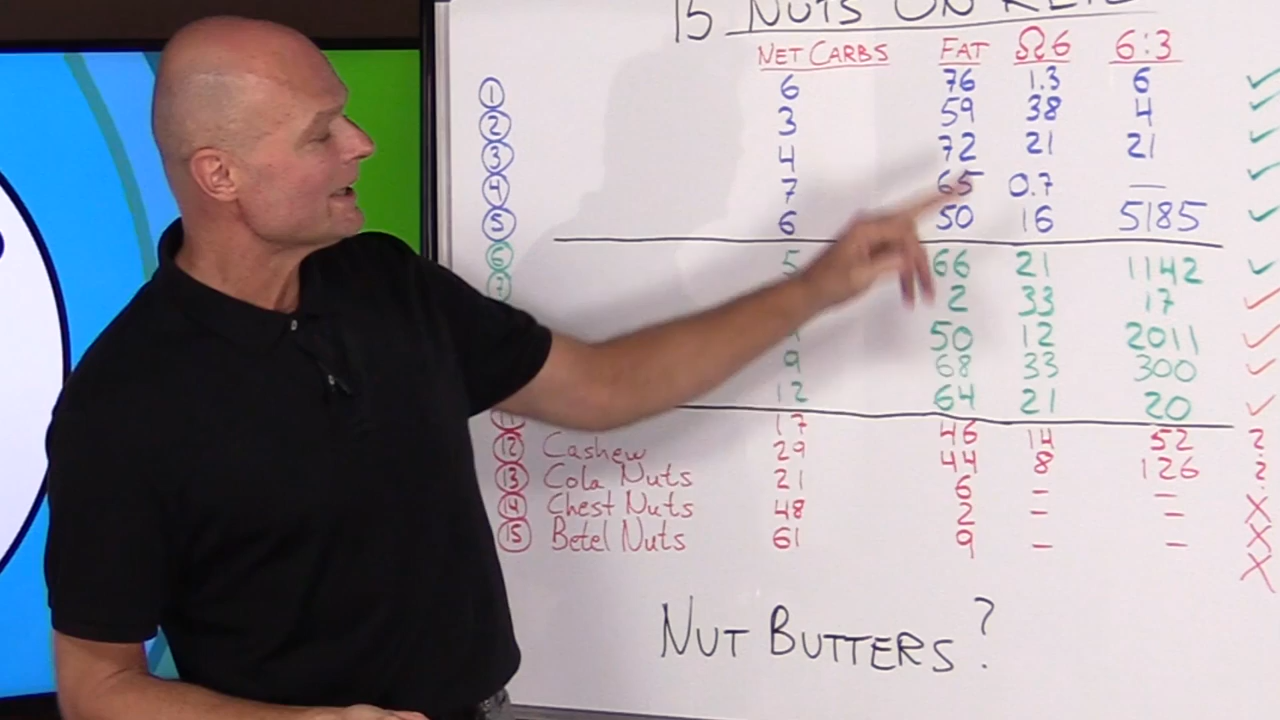 15 NUTS ON KETO
NET CARBS FAT Ω6 6:3
1 6 76 1.3 6 ✓
2 3 59 38 4 ✓
3 4 72 21 21 ✓
4 7 65 0.7 — ✓
5 6 50 16 5185 ✓
6 5 66 21 1142 ✓
7 2 33 17 ✓
50 12 2011 ✓
9 68 33 300 ✓
12 64 21 20 ✓
17 46 14 52 ?
12 Cashew 29 44 8 126 ?
13 Cola Nuts 21 6 – – X
14 Chest Nuts 48 2 – – X
15 Betel Nuts 61 9 – – X
NUT BUTTERS?